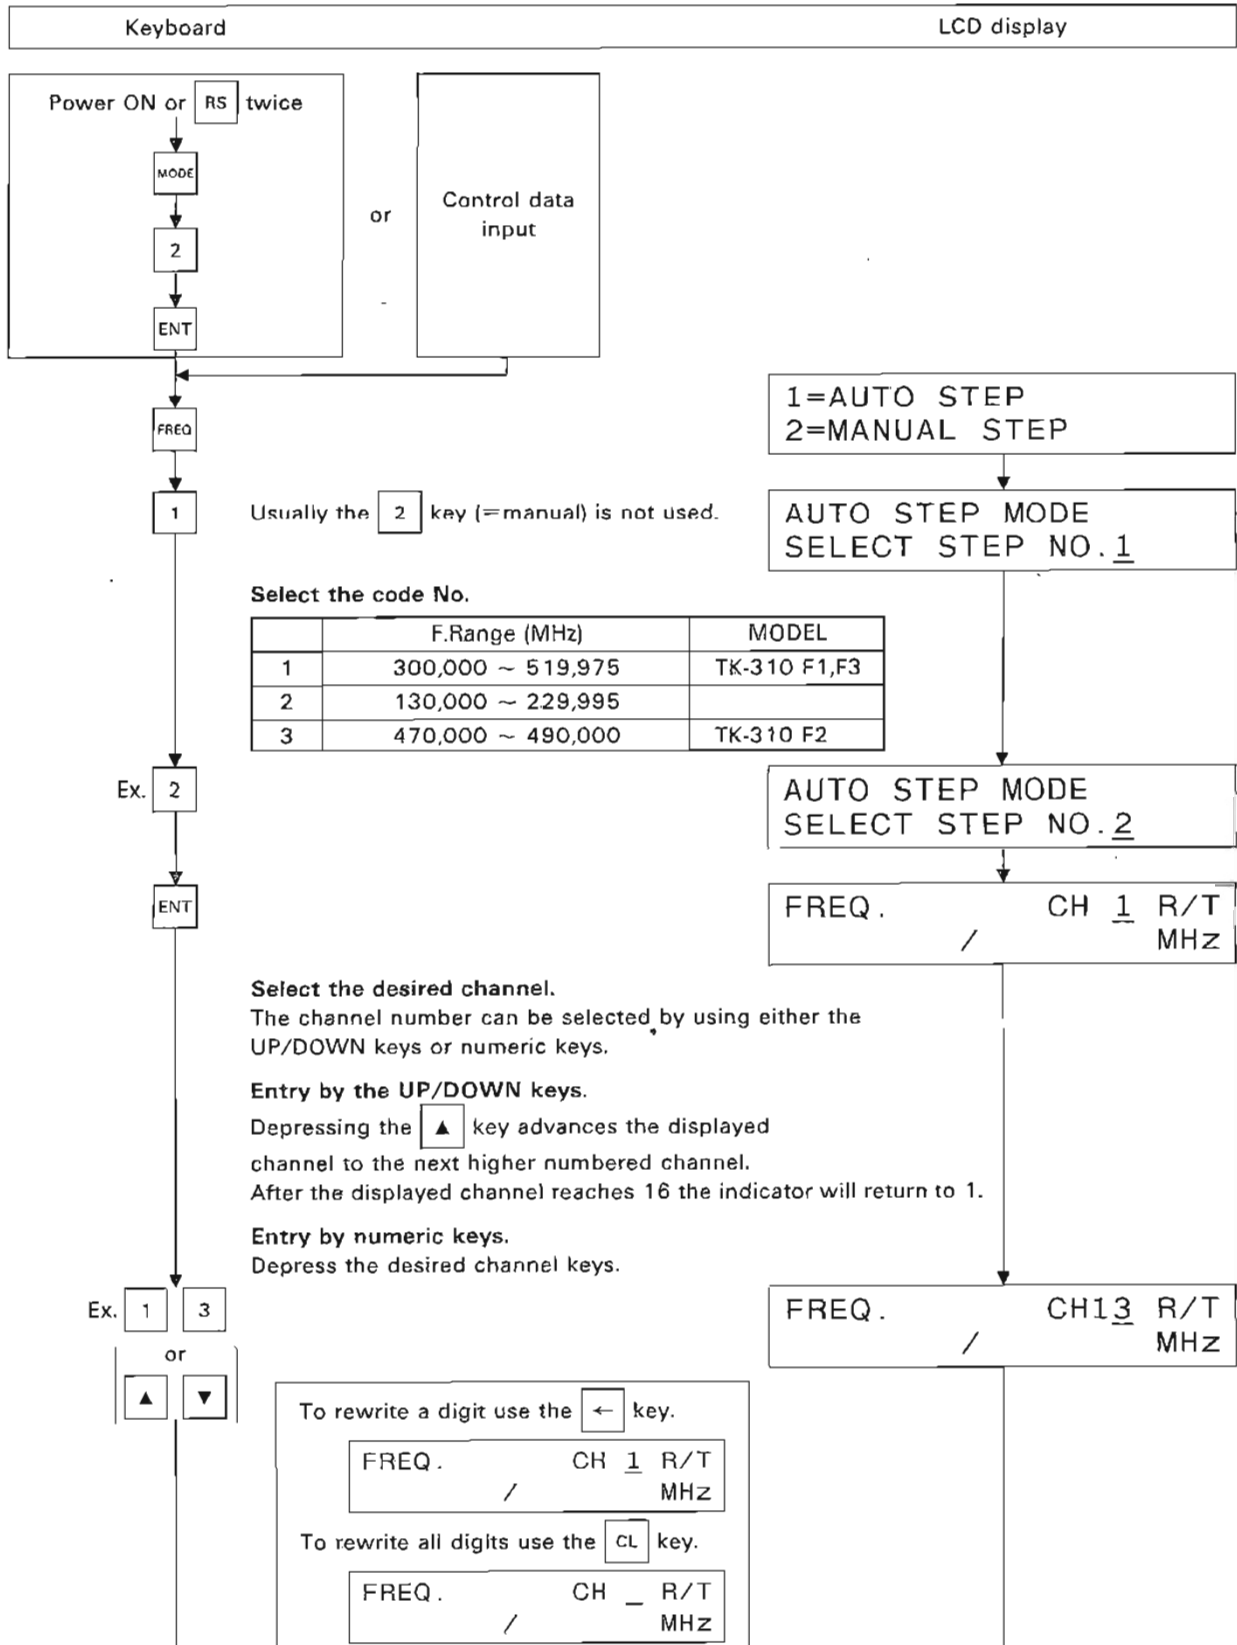 Keyboard LCD display
Power ON or RS twice
MODE
2
ENT
or
Control data
input
FREQ
1=AUTO STEP
2=MANUAL STEP
1 Usually the 2 key (=manual) is not used.
AUTO STEP MODE
SELECT STEP NO.1
Select the code No.
F.Range (MHz) MODEL
1 300,000 ~ 519,975 TK-310 F1,F3
2 130,000 ~ 229,995
3 470,000 ~ 490,000 TK-310 F2
Ex. 2
AUTO STEP MODE
SELECT STEP NO.2
ENT
FREQ. CH 1 R/T
/ MHz
Select the desired channel.
The channel number can be selected by using either the
UP/DOWN keys or numeric keys.
Entry by the UP/DOWN keys.
Depressing the ▲ key advances the displayed
channel to the next higher numbered channel.
After the displayed channel reaches 16 the indicator will return to 1.
Entry by numeric keys.
Depress the desired channel keys.
Ex. 1 3
or
▲ ▼
FREQ. CH13 R/T
/ MHz
To rewrite a digit use the ← key.
FREQ. CH 1 R/T
/ MHz
To rewrite all digits use the CL key.
FREQ. CH _ R/T
/ MHz